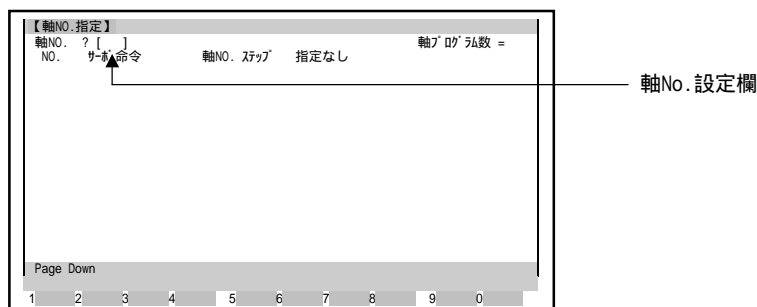 【軸NO.指定】
軸NO. ? [   ] 軸ﾌﾟﾛｸﾞﾗﾑ数 =
NO. ｻｰﾎﾞ命令 軸NO. ｽﾃｯﾌﾟ 指定なし
軸No.設定欄
Page Down
1 2 3 4 5 6 7 8 9 0